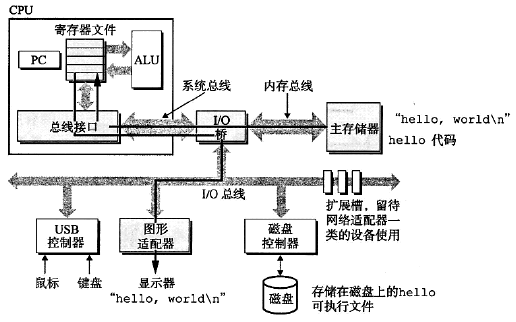 CPU
寄存器文件
PC
ALU
系统总线
内存总线
总线接口
I/O
桥
主存储器
“hello, world\n”
hello 代码
I/O 总线
扩展槽，留待
网络适配器一
类的设备使用
USB
控制器
图形
适配器
磁盘
控制器
鼠标
键盘
显示器
“hello, world\n”
磁盘
存储在磁盘上的hello
可执行文件